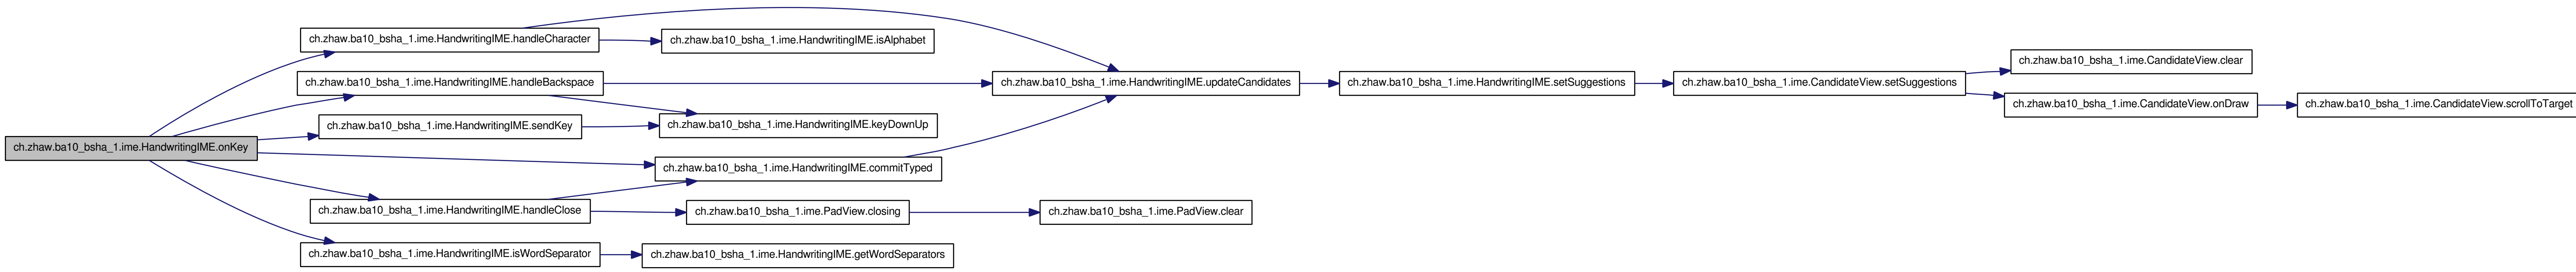 ch.zhaw.ba10_bsha_1.ime.HandwritingIME.onKey
ch.zhaw.ba10_bsha_1.ime.HandwritingIME.handleCharacter
ch.zhaw.ba10_bsha_1.ime.HandwritingIME.handleBackspace
ch.zhaw.ba10_bsha_1.ime.HandwritingIME.sendKey
ch.zhaw.ba10_bsha_1.ime.HandwritingIME.handleClose
ch.zhaw.ba10_bsha_1.ime.HandwritingIME.isWordSeparator
ch.zhaw.ba10_bsha_1.ime.HandwritingIME.isAlphabet
ch.zhaw.ba10_bsha_1.ime.HandwritingIME.keyDownUp
ch.zhaw.ba10_bsha_1.ime.HandwritingIME.commitTyped
ch.zhaw.ba10_bsha_1.ime.PadView.closing
ch.zhaw.ba10_bsha_1.ime.HandwritingIME.getWordSeparators
ch.zhaw.ba10_bsha_1.ime.HandwritingIME.updateCandidates
ch.zhaw.ba10_bsha_1.ime.PadView.clear
ch.zhaw.ba10_bsha_1.ime.HandwritingIME.setSuggestions
ch.zhaw.ba10_bsha_1.ime.CandidateView.setSuggestions
ch.zhaw.ba10_bsha_1.ime.CandidateView.clear
ch.zhaw.ba10_bsha_1.ime.CandidateView.onDraw
ch.zhaw.ba10_bsha_1.ime.CandidateView.scrollToTarget